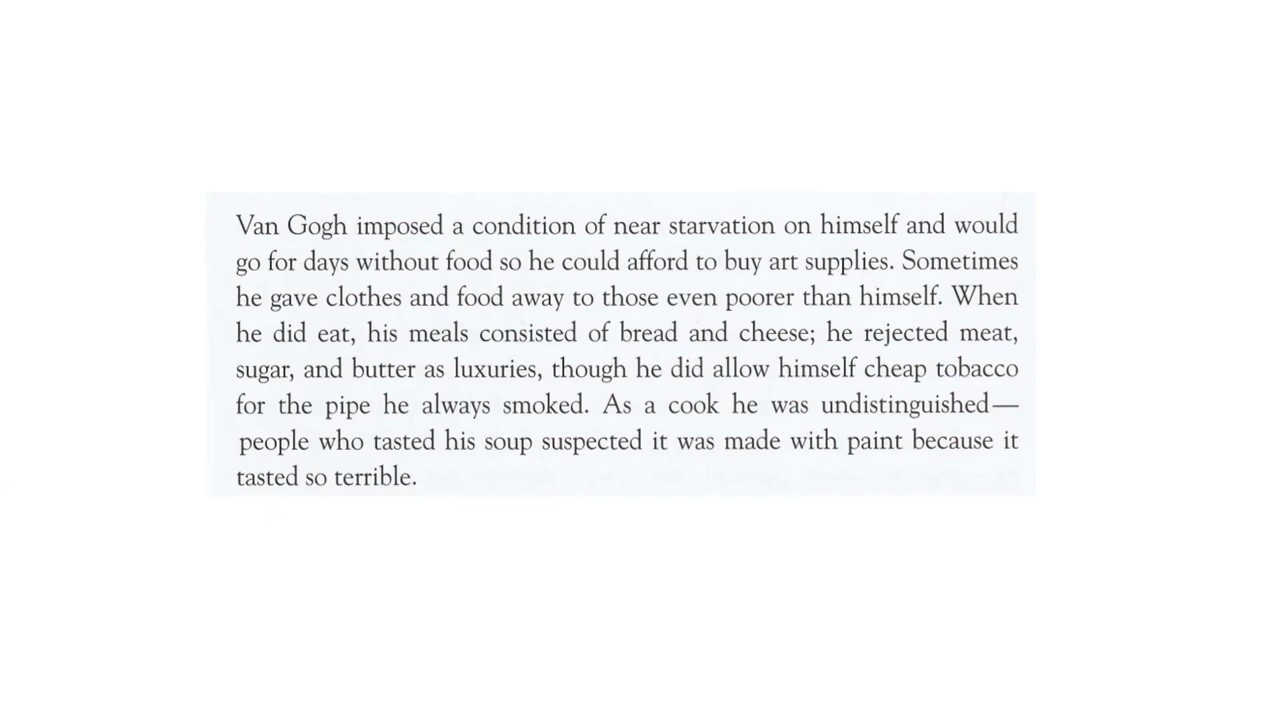 Van Gogh imposed a condition of near starvation on himself and would
go for days without food so he could afford to buy art supplies. Sometimes
he gave clothes and food away to those even poorer than himself. When
he did eat, his meals consisted of bread and cheese; he rejected meat,
sugar, and butter as luxuries, though he did allow himself cheap tobacco
for the pipe he always smoked. As a cook he was undistinguished—
people who tasted his soup suspected it was made with paint because it
tasted so terrible.